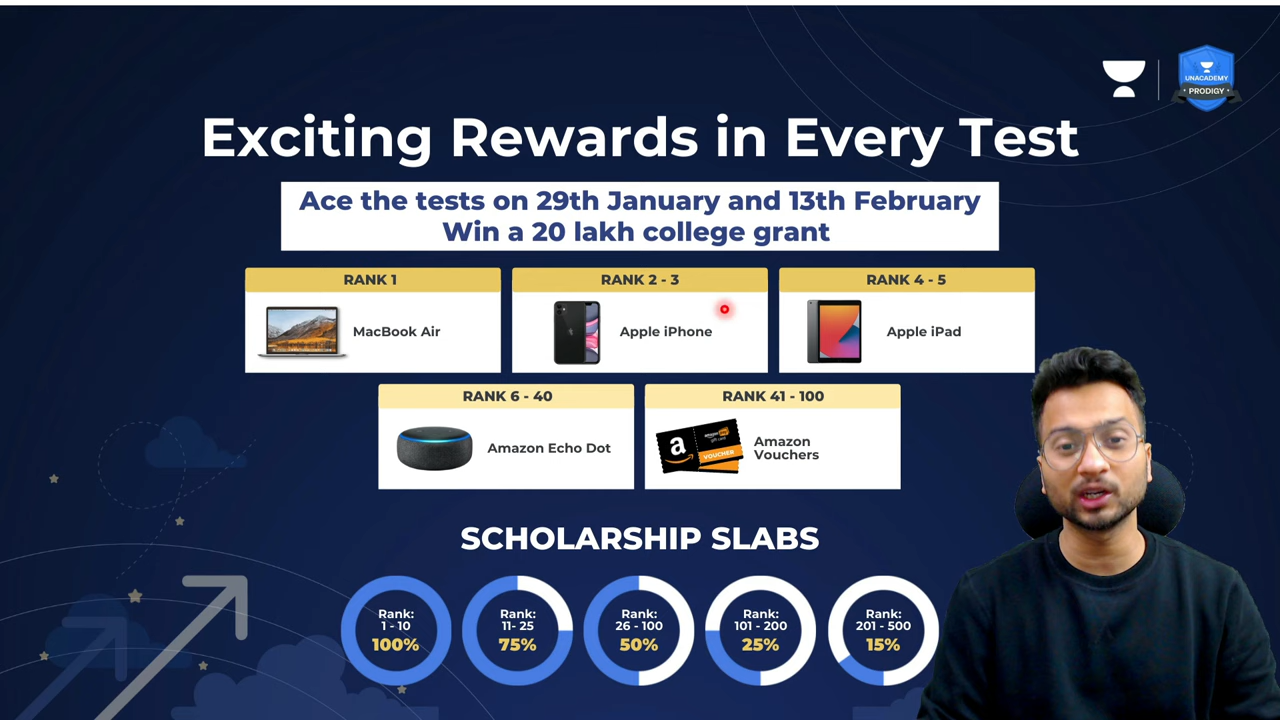 UNACADEMY
PRODIGY
Exciting Rewards in Every Test
Ace the tests on 29th January and 13th February
Win a 20 lakh college grant
RANK 1
MacBook Air
RANK 2 - 3
Apple iPhone
RANK 4 - 5
Apple iPad
RANK 6 - 40
Amazon Echo Dot
RANK 41 - 100
a
gift card
VOUCHER
Amazon
Vouchers
SCHOLARSHIP SLABS
Rank:
1 - 10
100%
Rank:
11- 25
75%
Rank:
26 - 100
50%
Rank:
101 - 200
25%
Rank:
201 - 500
15%